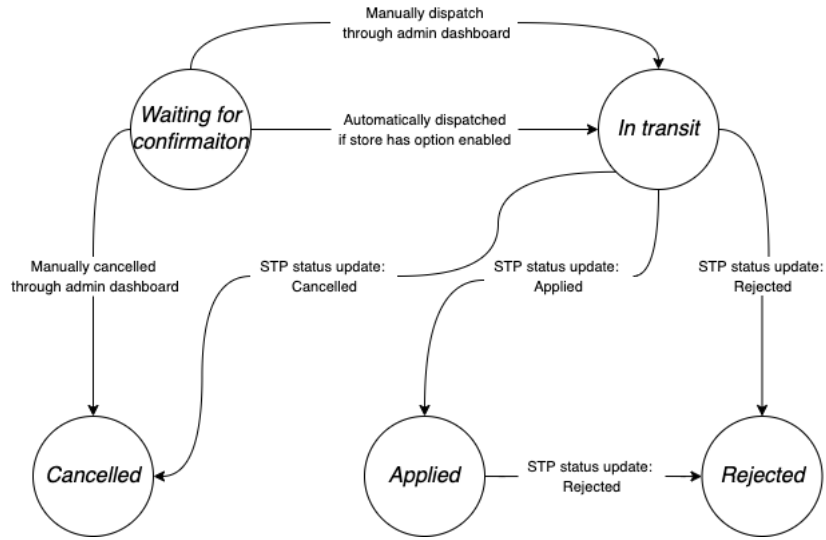 Manually dispatch
through admin dashboard
Waiting for
confirmaiton
Automatically dispatched
if store has option enabled
In transit
Manually cancelled
through admin dashboard
STP status update:
Cancelled
STP status update:
Applied
STP status update:
Rejected
Cancelled
Applied
STP status update:
Rejected
Rejected